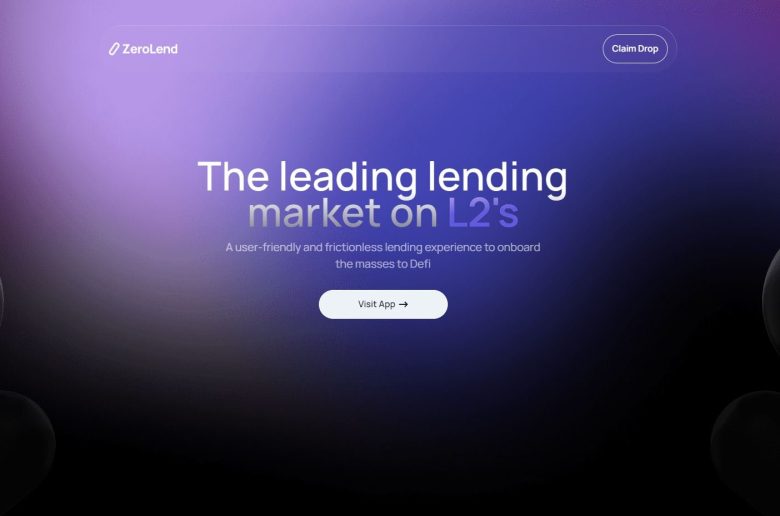 ZeroLend
Claim Drop
The leading lending
market on L2's
A user-friendly and frictionless lending experience to onboard
the masses to Defi
Visit App →